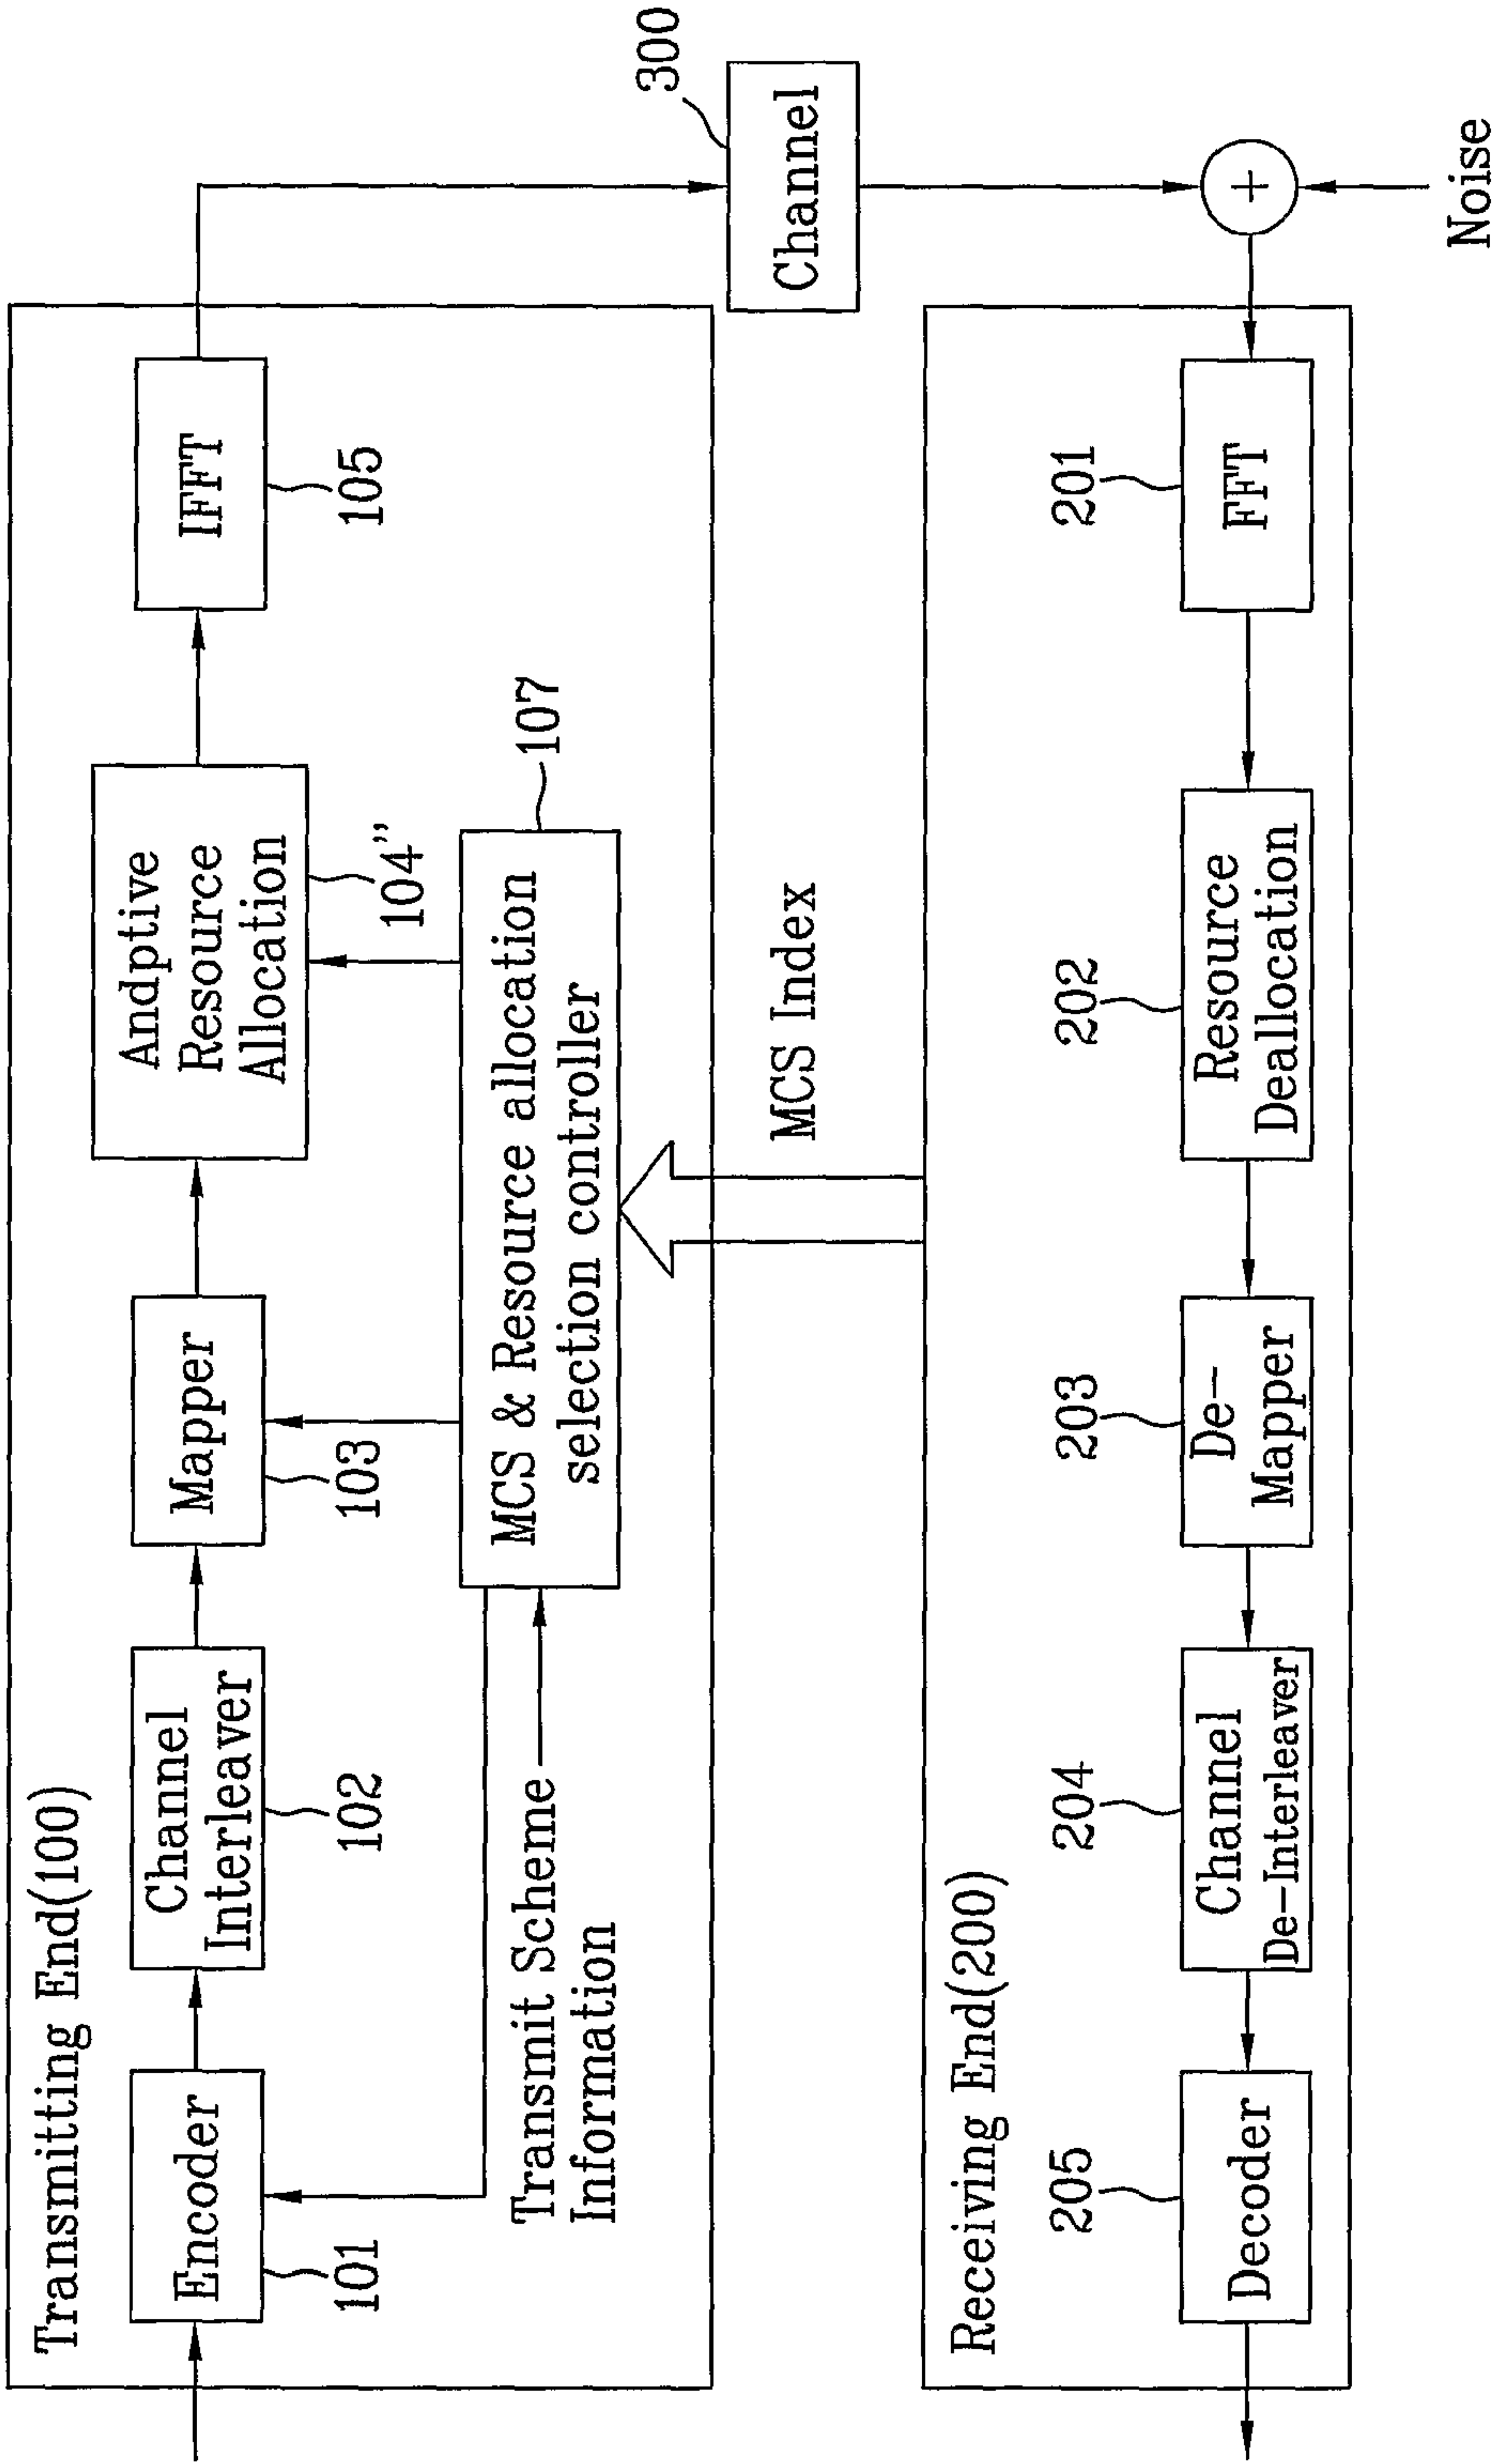 Transmitting End(100)
Encoder
101
Channel
Interleaver
102
Mapper
103
Andptive
Resource
Allocation
104"
IFFT
105
MCS & Resource allocation
selection controller
107
Transmit Scheme
Information
MCS Index
Channel
300
Noise
+
Receiving End(200)
201
FFT
202
Resource
Deallocation
203
De-
Mapper
204
Channel
De-Interleaver
205
Decoder